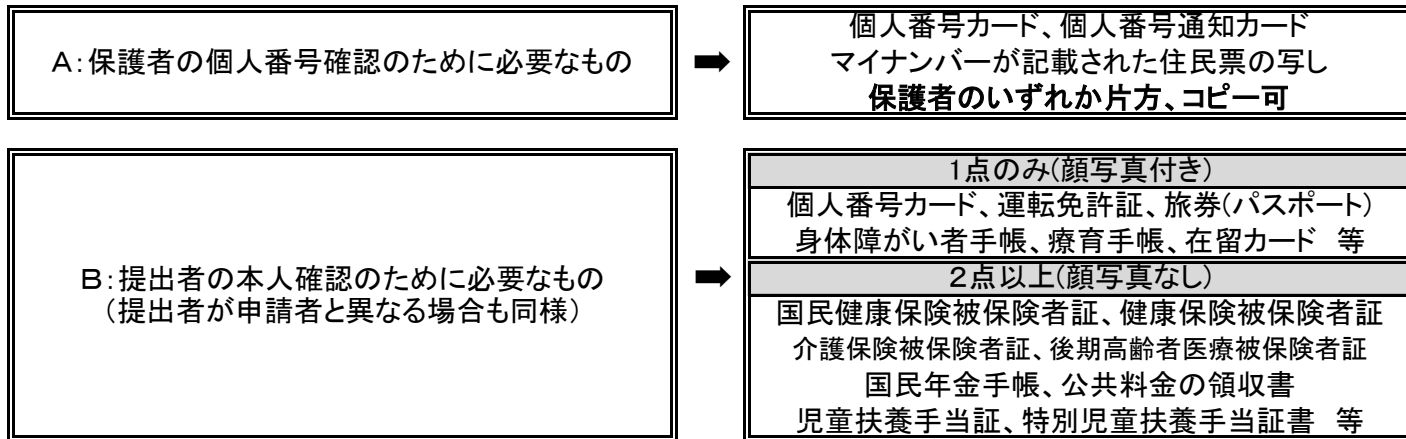 A:保護者の個人番号確認のために必要なもの
➡
個人番号カード、個人番号通知カード
マイナンバーが記載された住民票の写し
保護者のいずれか片方、コピー可
B:提出者の本人確認のために必要なもの
（提出者が申請者と異なる場合も同様）
➡
1点のみ(顔写真付き)
個人番号カード、運転免許証、旅券(パスポート)
身体障がい者手帳、療育手帳、在留カード　等
２点以上(顔写真なし)
国民健康保険被保険者証、健康保険被保険者証
介護保険被保険者証、後期高齢者医療被保険者証
国民年金手帳、公共料金の領収書
児童扶養手当証、特別児童扶養手当証書　等